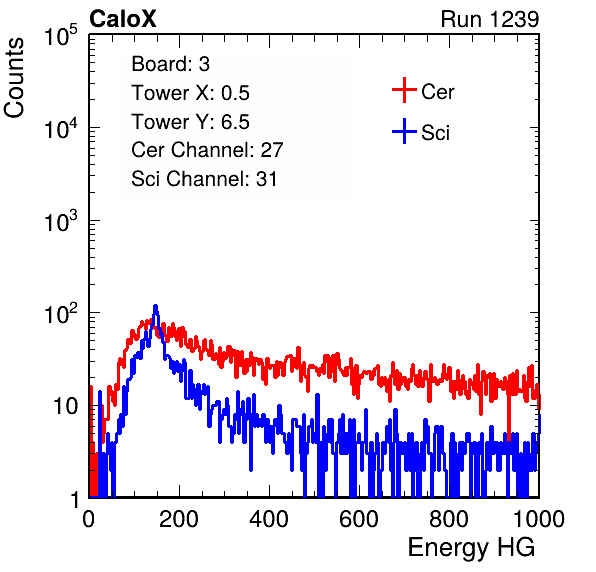 CaloX Run 1239
Counts
Board: 3
Tower X: 0.5
Tower Y: 6.5
Cer Channel: 27
Sci Channel: 31
Cer
Sci
10^5
10^4
10^3
10^2
10
1
0 200 400 600 800 1000
Energy HG